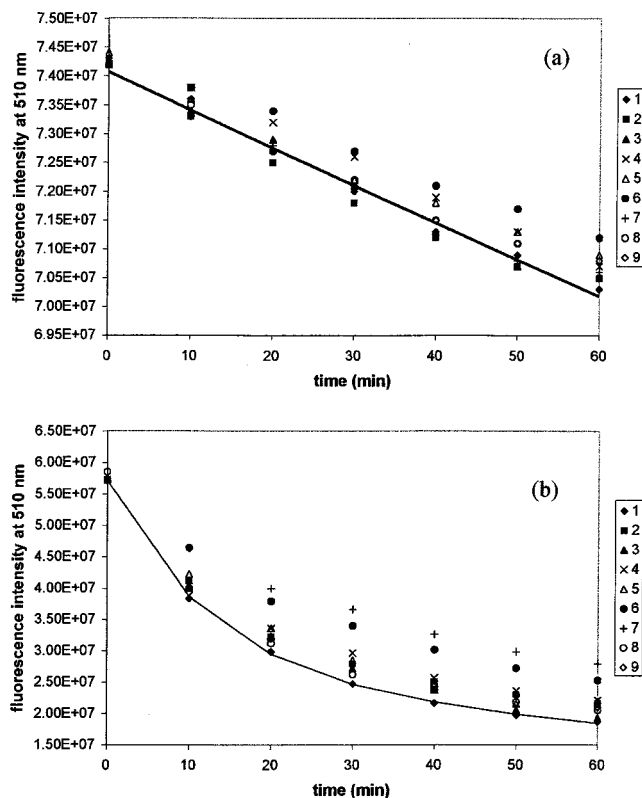 7.50E+07
(a)
7.45E+07
7.40E+07
7.35E+07
7.30E+07
7.25E+07
7.20E+07
7.15E+07
7.10E+07
7.05E+07
7.00E+07
6.95E+07
fluorescence intensity at 510 nm
0 10 20 30 40 50 60
time (min)
1
2
3
4
5
6
7
8
9
6.50E+07
(b)
6.00E+07
5.50E+07
5.00E+07
4.50E+07
4.00E+07
3.50E+07
3.00E+07
2.50E+07
2.00E+07
1.50E+07
fluorescence intensity at 510 nm
0 10 20 30 40 50 60
time (min)
1
2
3
4
5
6
7
8
9